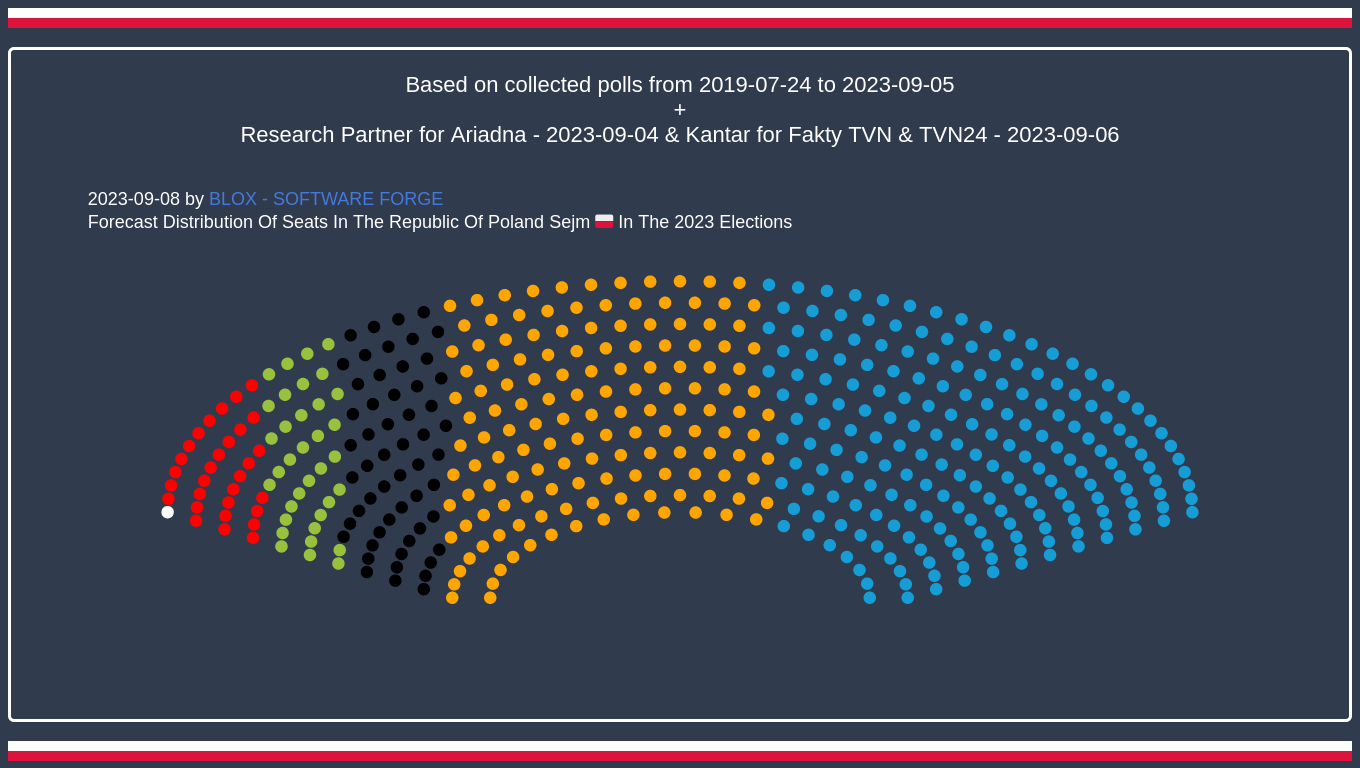 Based on collected polls from 2019-07-24 to 2023-09-05
+
Research Partner for Ariadna - 2023-09-04 & Kantar for Fakty TVN & TVN24 - 2023-09-06
2023-09-08 by BLOX - SOFTWARE FORGE
Forecast Distribution Of Seats In The Republic Of Poland Sejm 🇵🇱 In The 2023 Elections